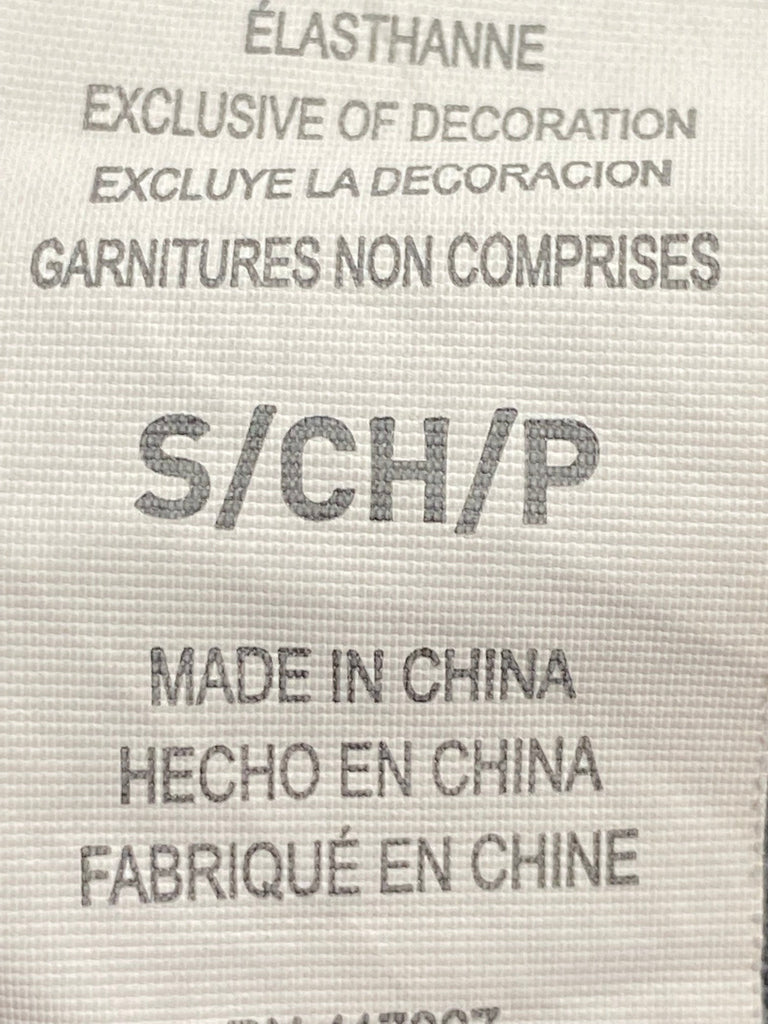 ÉLASTHANNE
EXCLUSIVE OF DECORATION
EXCLUYE LA DECORACION
GARNITURES NON COMPRISES
S/CH/P
MADE IN CHINA
HECHO EN CHINA
FABRIQUÉ EN CHINE